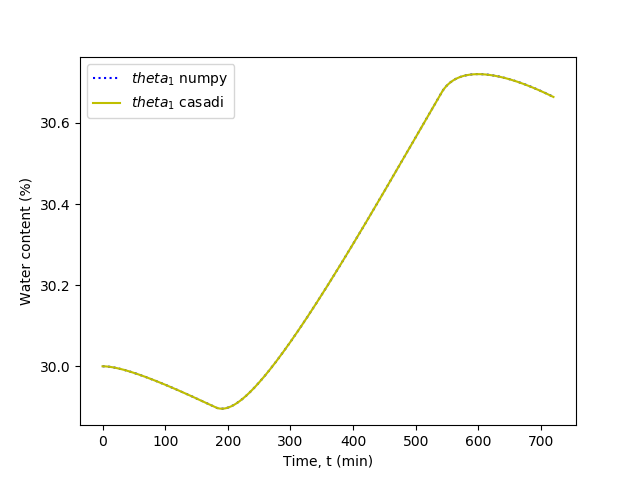 theta₁ numpy
theta₁ casadi
30.6
30.4
30.2
30.0
Water content (%)
0 100 200 300 400 500 600 700
Time, t (min)